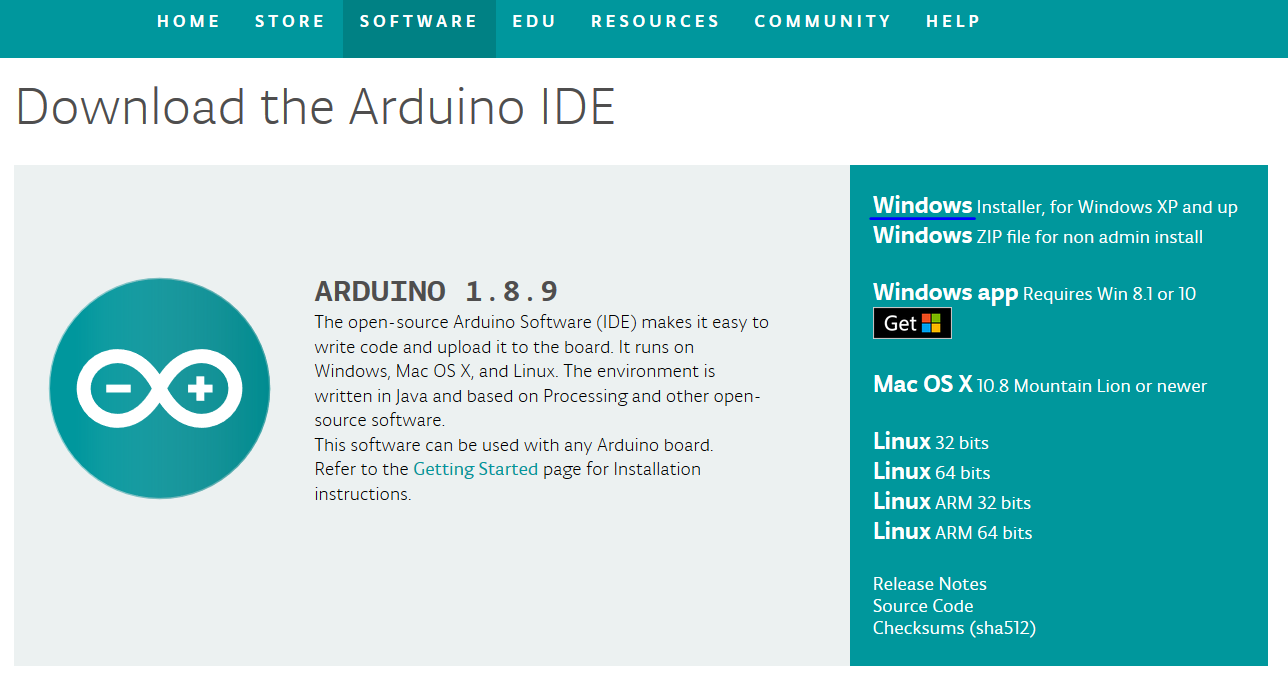 HOME STORE SOFTWARE EDU RESOURCES COMMUNITY HELP
Download the Arduino IDE
ARDUINO 1.8.9
The open-source Arduino Software (IDE) makes it easy to
write code and upload it to the board. It runs on
Windows, Mac OS X, and Linux. The environment is
written in Java and based on Processing and other open-
source software.
This software can be used with any Arduino board.
Refer to the Getting Started page for Installation
instructions.
Windows Installer, for Windows XP and up
Windows ZIP file for non admin install
Windows app Requires Win 8.1 or 10
Get
Mac OS X 10.8 Mountain Lion or newer
Linux 32 bits
Linux 64 bits
Linux ARM 32 bits
Linux ARM 64 bits
Release Notes
Source Code
Checksums (sha512)